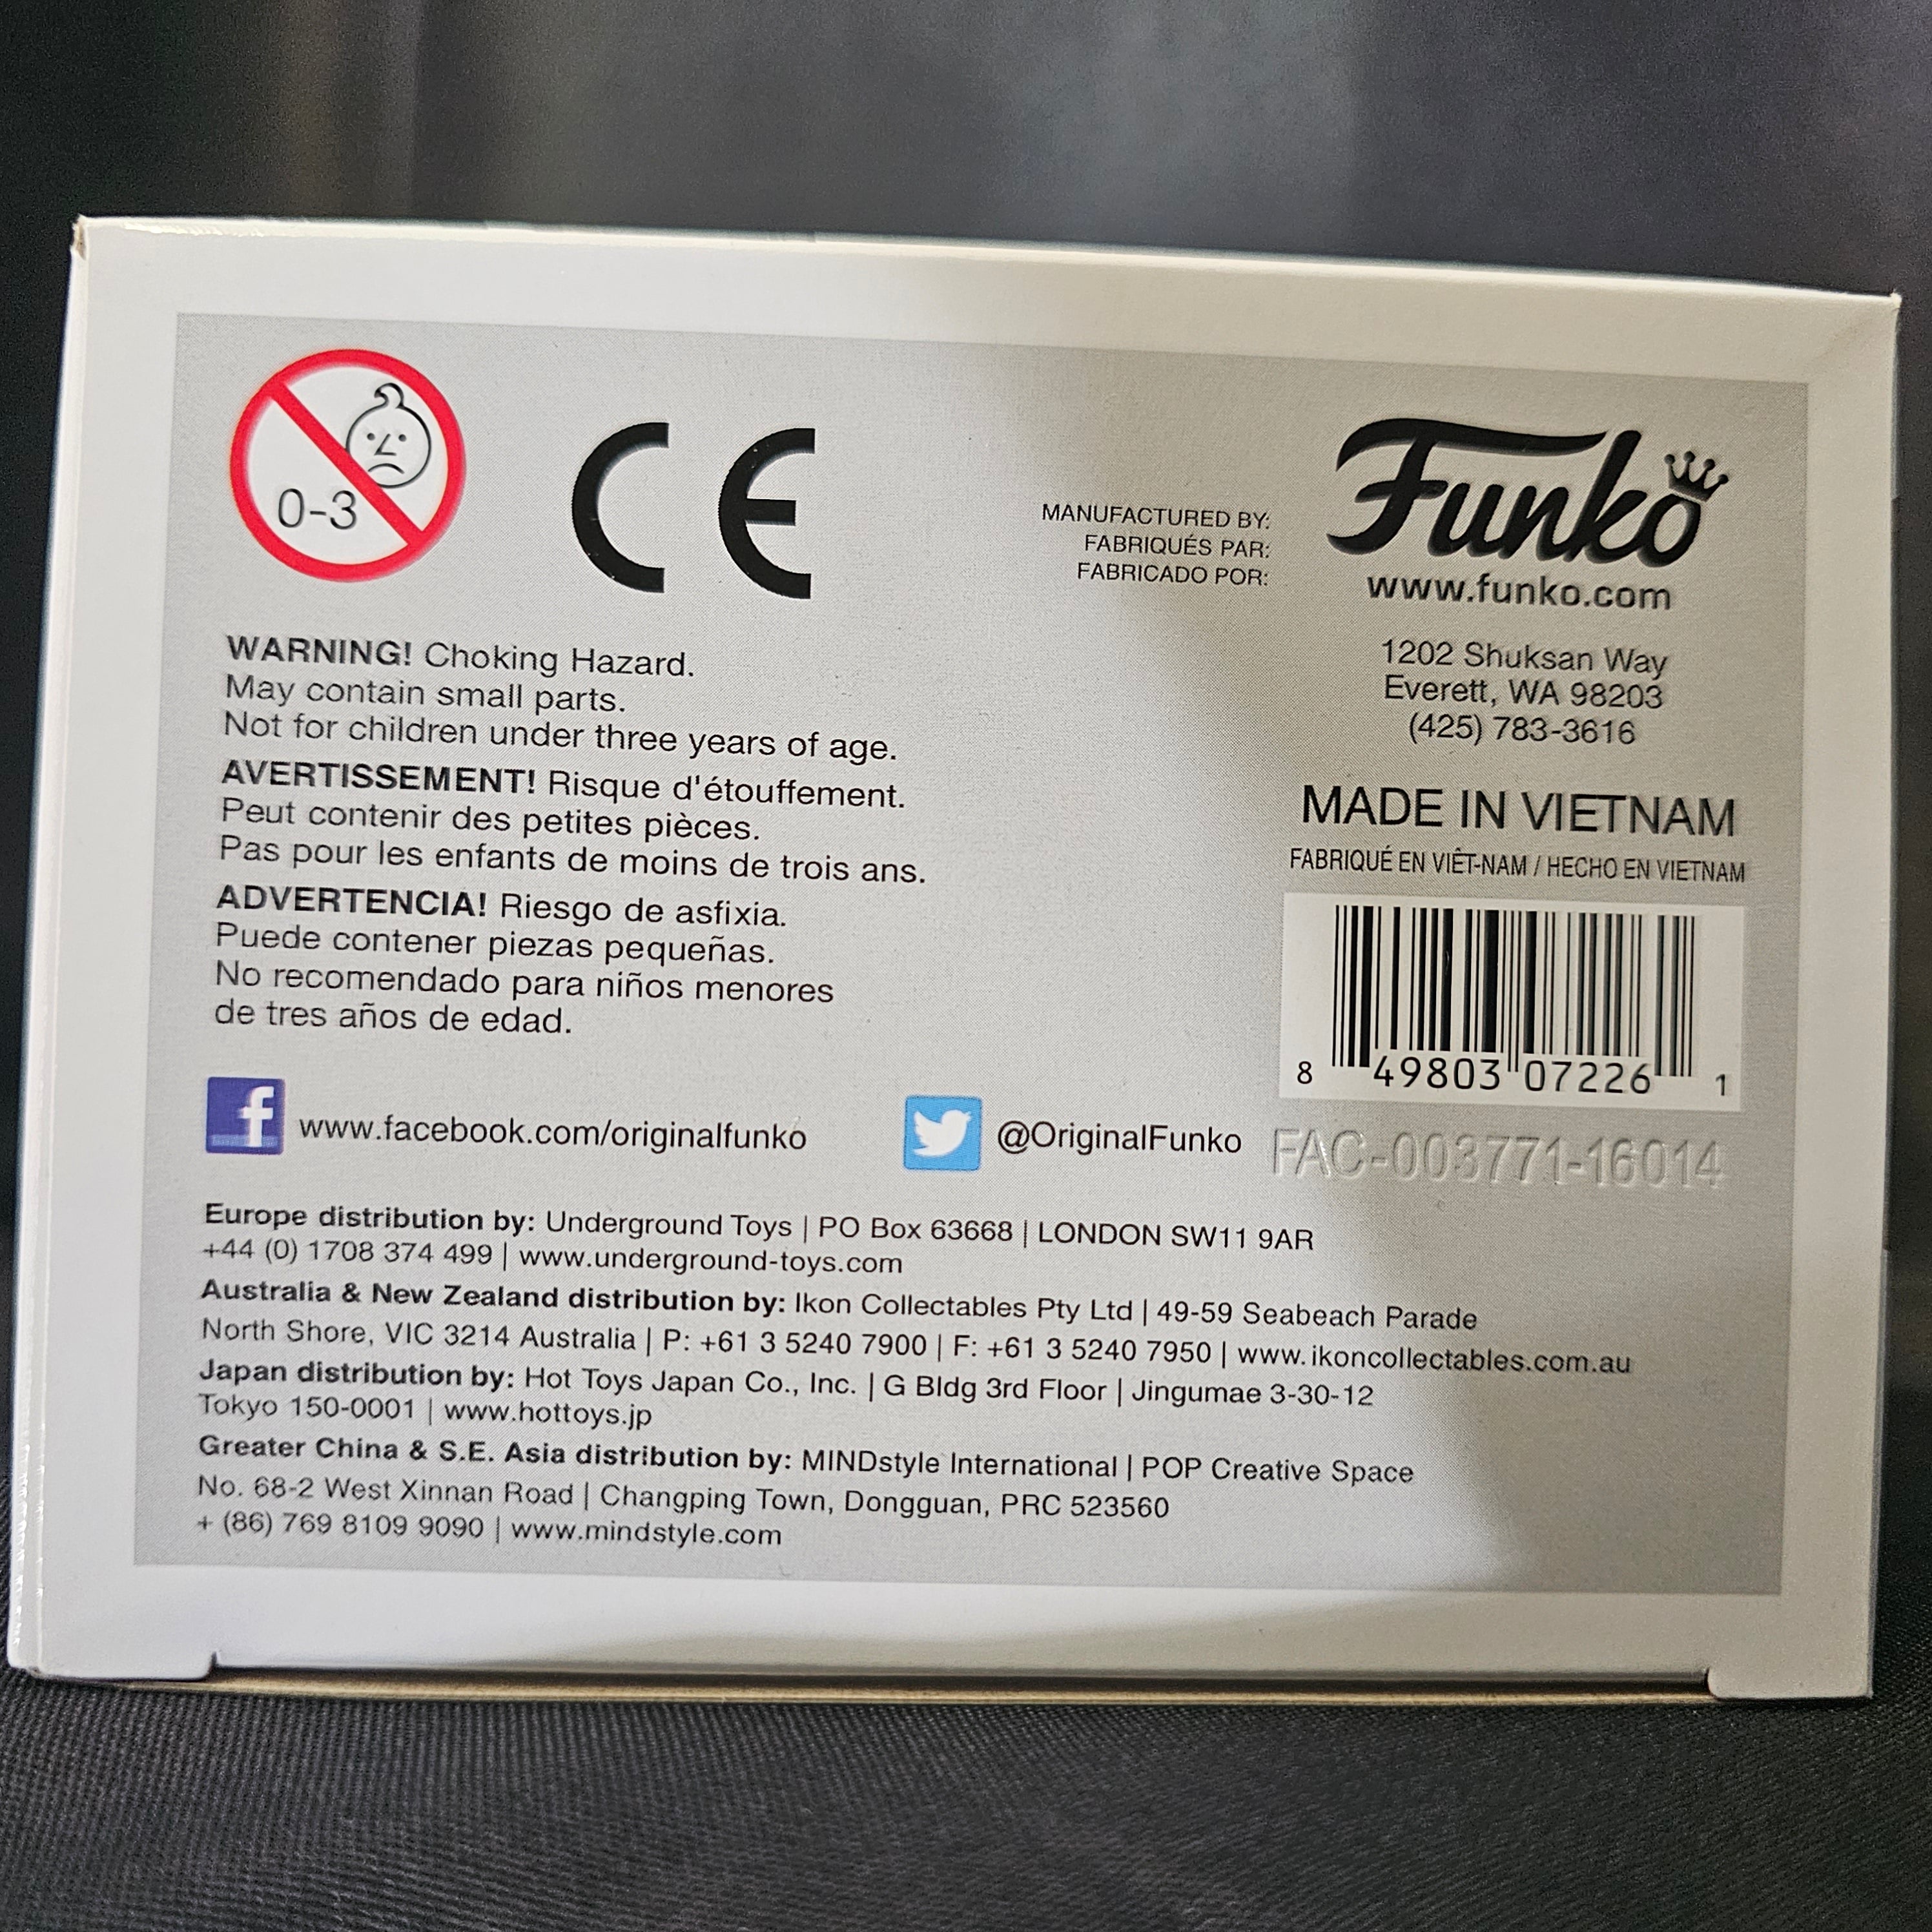 0-3
CE
MANUFACTURED BY:
FABRIQUÉS PAR:
FABRICADO POR:
Funko
www.funko.com
1202 Shuksan Way
Everett, WA 98203
(425) 783-3616
WARNING! Choking Hazard.
May contain small parts.
Not for children under three years of age.
AVERTISSEMENT! Risque d'étouffement.
Peut contenir des petites pièces.
Pas pour les enfants de moins de trois ans.
ADVERTENCIA! Riesgo de asfixia.
Puede contener piezas pequeñas.
No recomendado para niños menores
de tres años de edad.
MADE IN VIETNAM
FABRIQUÉ EN VIÊT-NAM / HECHO EN VIETNAM
8 49803 07226 1
f www.facebook.com/originalfunko
@OriginalFunko
FAC-003771-16014
Europe distribution by: Underground Toys | PO Box 63668 | LONDON SW11 9AR
+44 (0) 1708 374 499 | www.underground-toys.com
Australia & New Zealand distribution by: Ikon Collectables Pty Ltd | 49-59 Seabeach Parade
North Shore, VIC 3214 Australia | P: +61 3 5240 7900 | F: +61 3 5240 7950 | www.ikoncollectables.com.au
Japan distribution by: Hot Toys Japan Co., Inc. | G Bldg 3rd Floor | Jingumae 3-30-12
Tokyo 150-0001 | www.hottoys.jp
Greater China & S.E. Asia distribution by: MINDstyle International | POP Creative Space
No. 68-2 West Xinnan Road | Changping Town, Dongguan, PRC 523560
+ (86) 769 8109 9090 | www.mindstyle.com